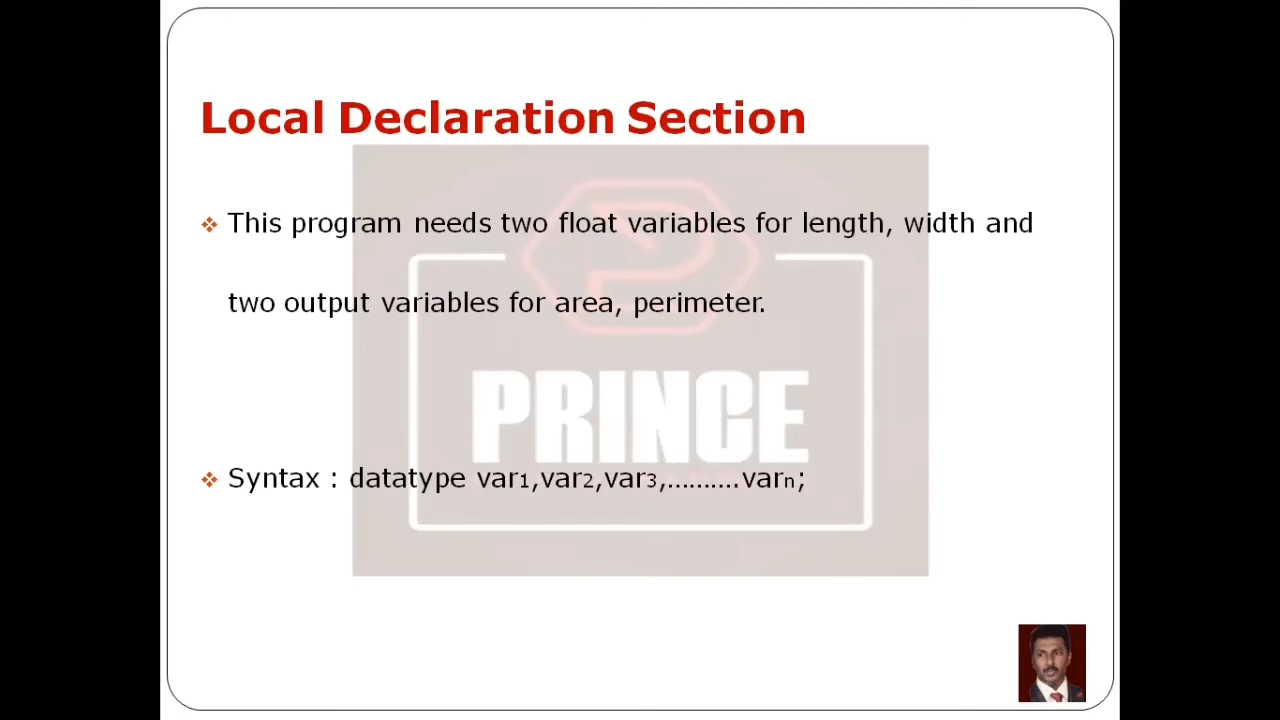 Local Declaration Section
This program needs two float variables for length, width and
two output variables for area, perimeter.
PRINCE
Syntax : datatype var1,var2,var3,..........varn;